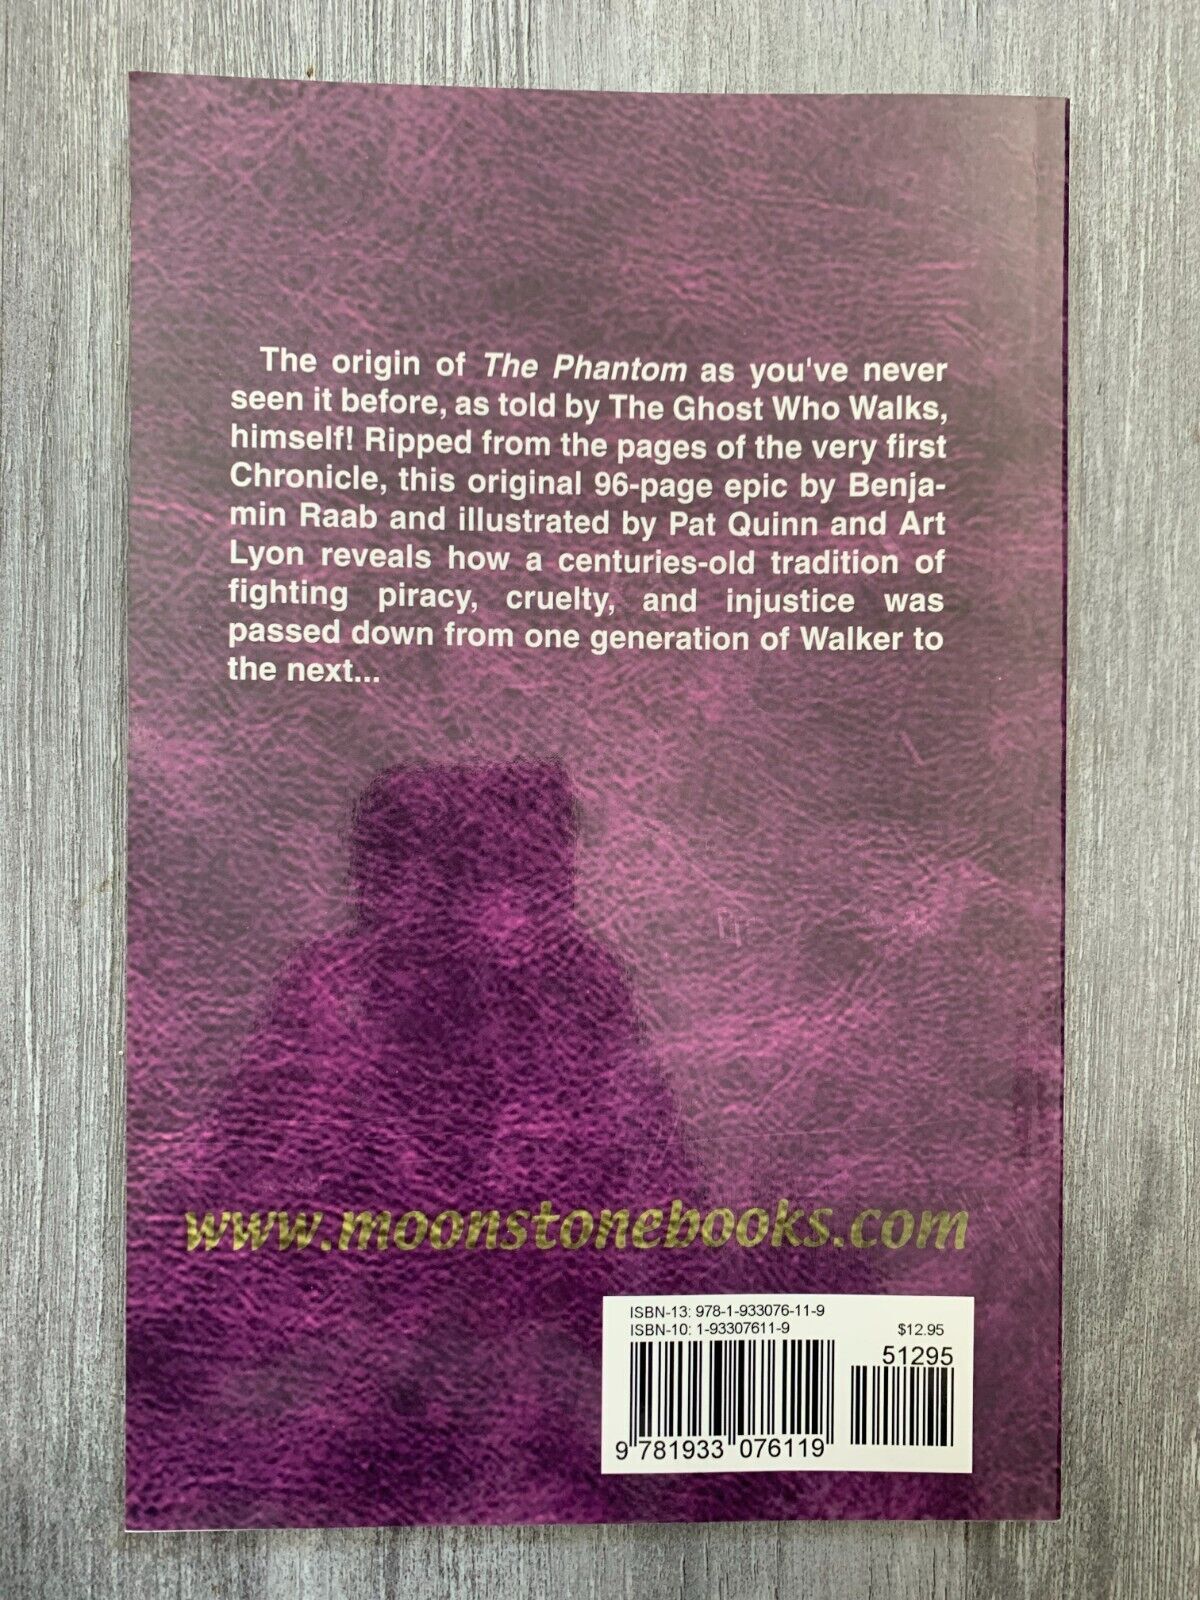 The origin of The Phantom as you've never
seen it before, as told by The Ghost Who Walks,
himself! Ripped from the pages of the very first
Chronicle, this original 96-page epic by Benja-
min Raab and illustrated by Pat Quinn and Art
Lyon reveals how a centuries-old tradition of
fighting piracy, cruelty, and injustice was
passed down from one generation of Walker to
the next...
www.moonstonebooks.com
ISBN-13: 978-1-933076-11-9
ISBN-10: 1-93307611-9
$12.95
51295
9 781933 076119